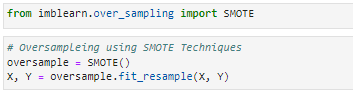 from imblearn.over_sampling import SMOTE
# Oversampleing using SMOTE Techniques
oversample = SMOTE()
X, Y = oversample.fit_resample(X, Y)